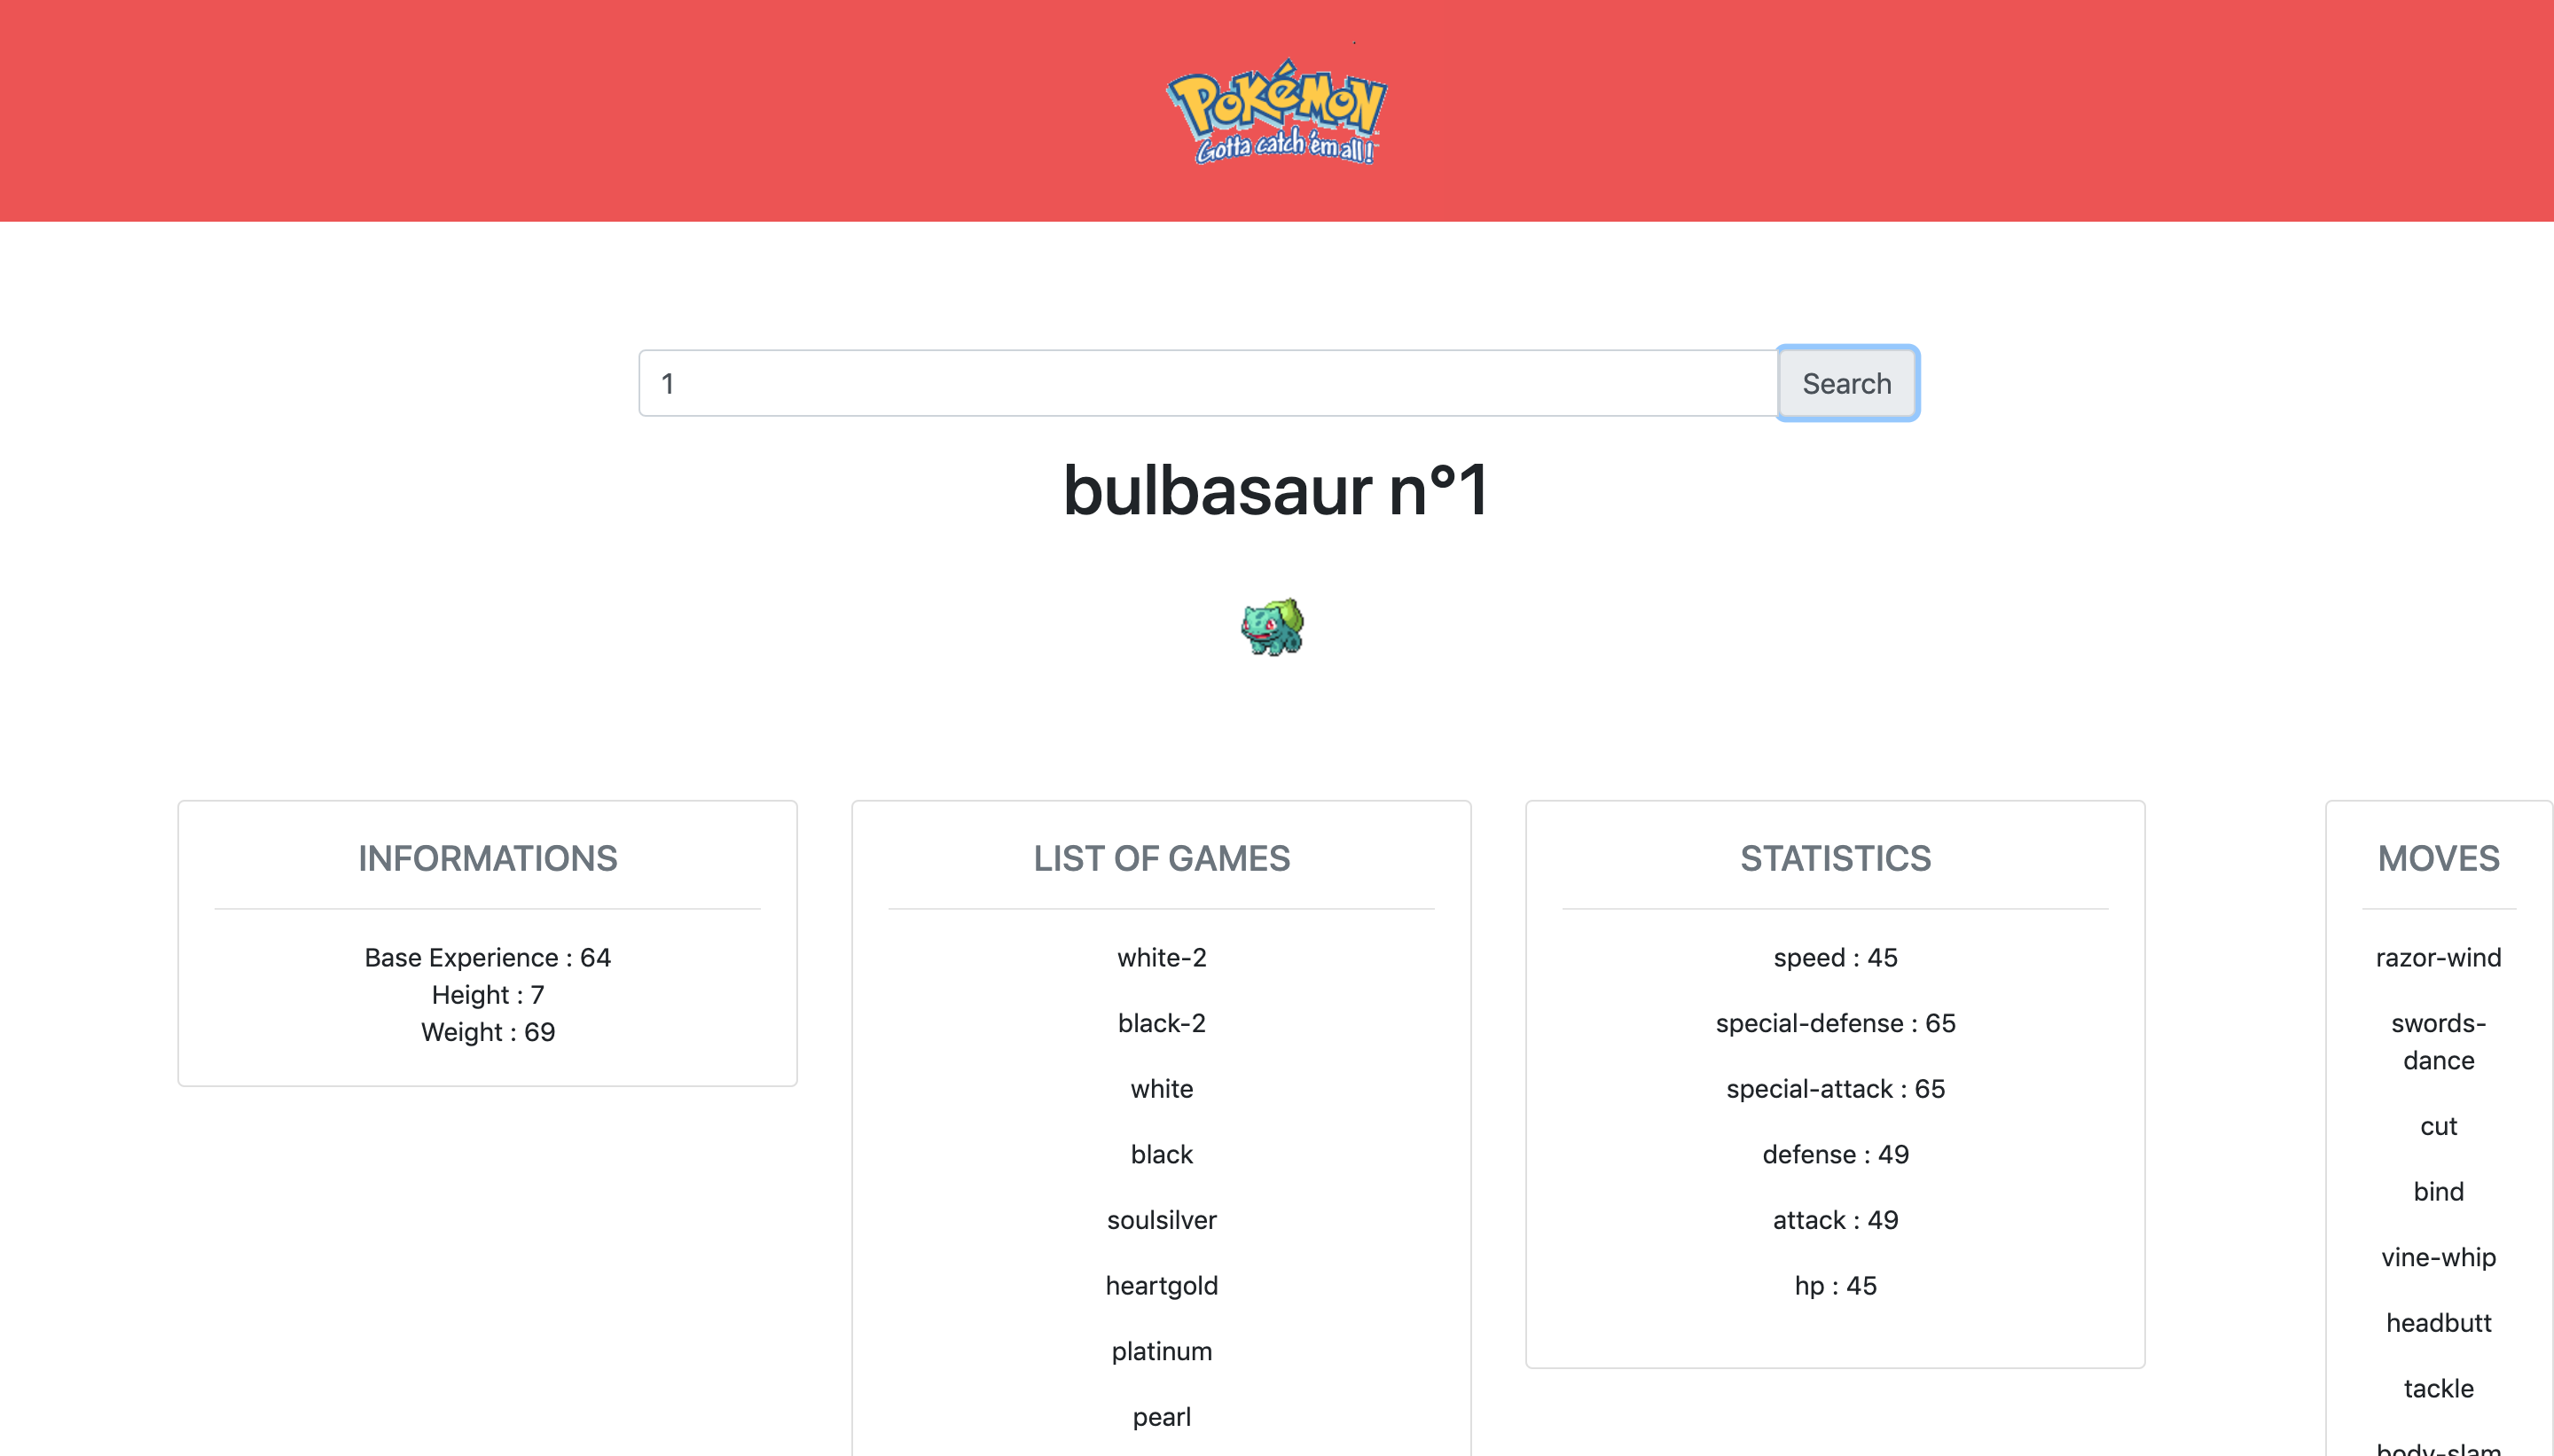 POKéMON
Gotta catch 'em all!
1
Search
bulbasaur n°1
INFORMATIONS
Base Experience : 64
Height : 7
Weight : 69
LIST OF GAMES
white-2
black-2
white
black
soulsilver
heartgold
platinum
pearl
STATISTICS
speed : 45
special-defense : 65
special-attack : 65
defense : 49
attack : 49
hp : 45
MOVES
razor-wind
swords-
dance
cut
bind
vine-whip
headbutt
tackle
body-slam